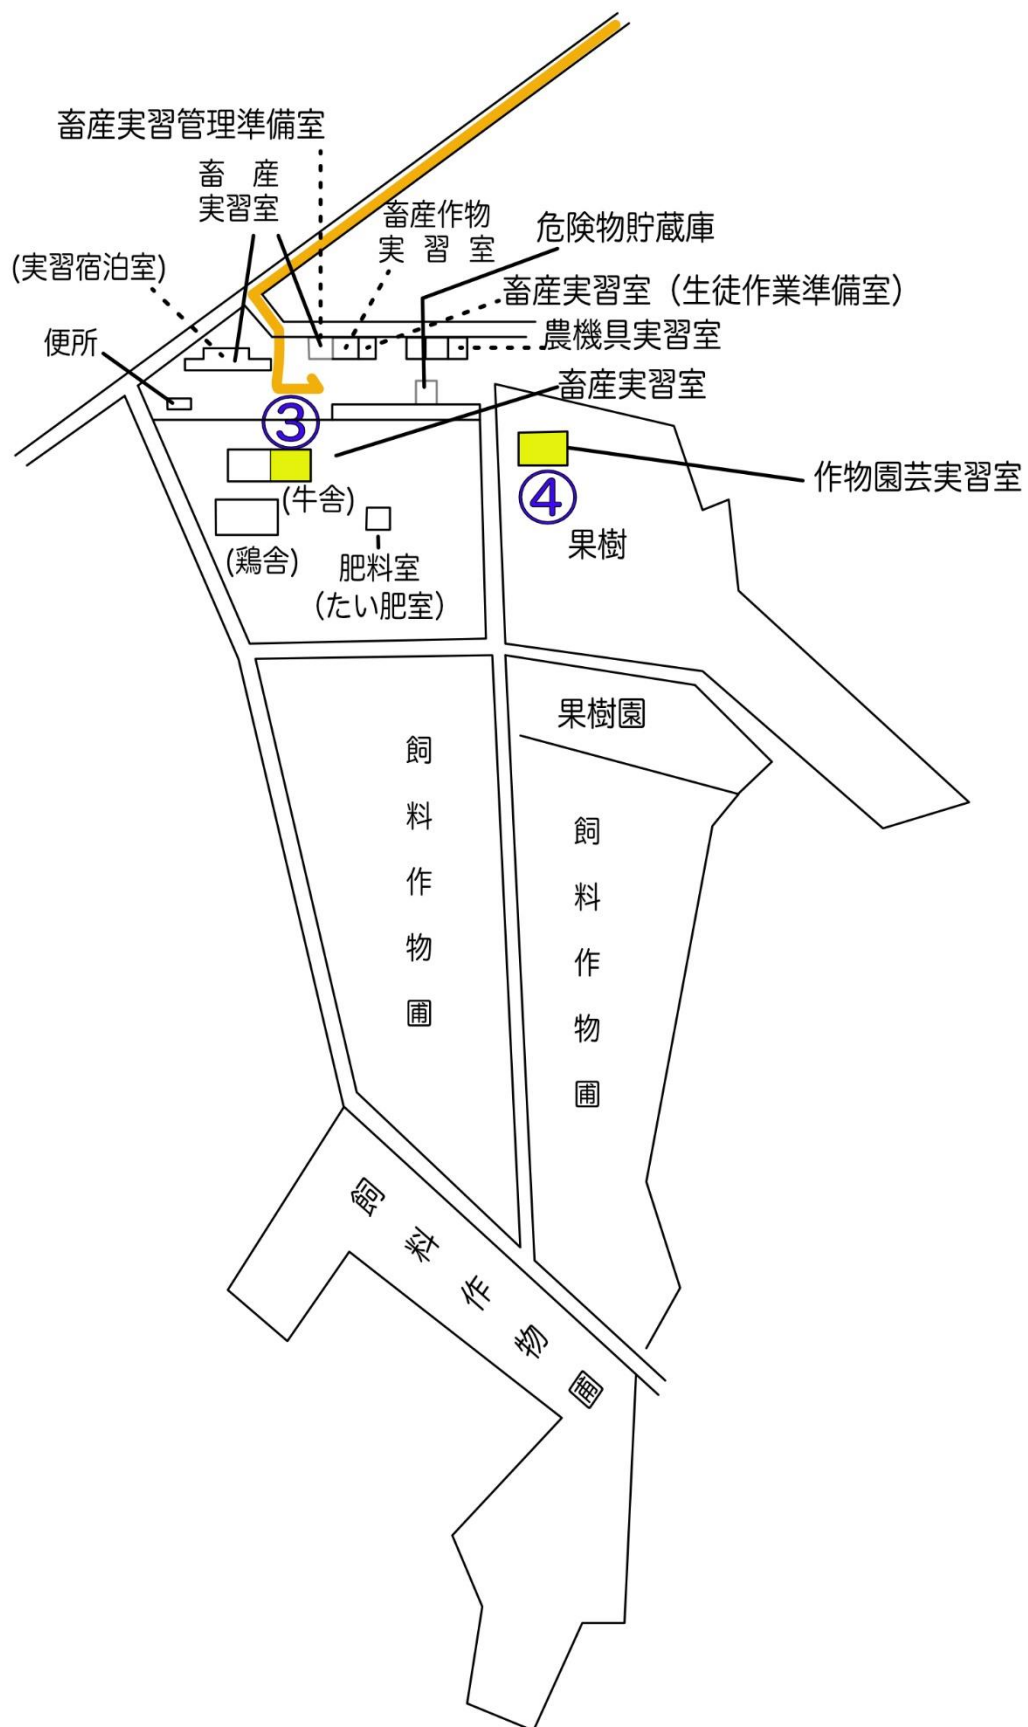 畜産実習管理準備室
畜　産
実習室
畜産作物
実　習　室
危険物貯蔵庫
(実習宿泊室)
畜産実習室（生徒作業準備室）
便所
農機具実習室
畜産実習室
③
作物園芸実習室
(牛舎)
④
果樹
(鶏舎)
肥料室
（たい肥室）
果樹園
飼料作物圃
飼料作物圃
飼料作物圃